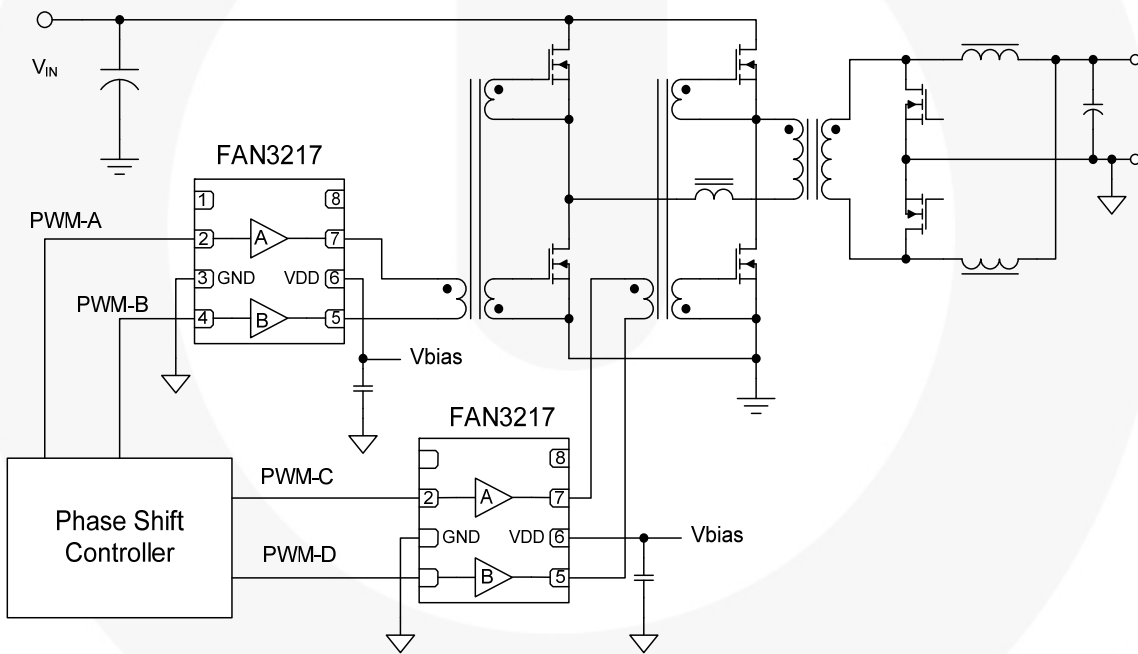 VIN
FAN3217
1
8
PWM-A
2
A
7
3
GND
VDD
6
PWM-B
4
B
5
Vbias
FAN3217
8
PWM-C
2
A
7
GND
VDD
6
Vbias
PWM-D
B
5
Phase Shift
Controller